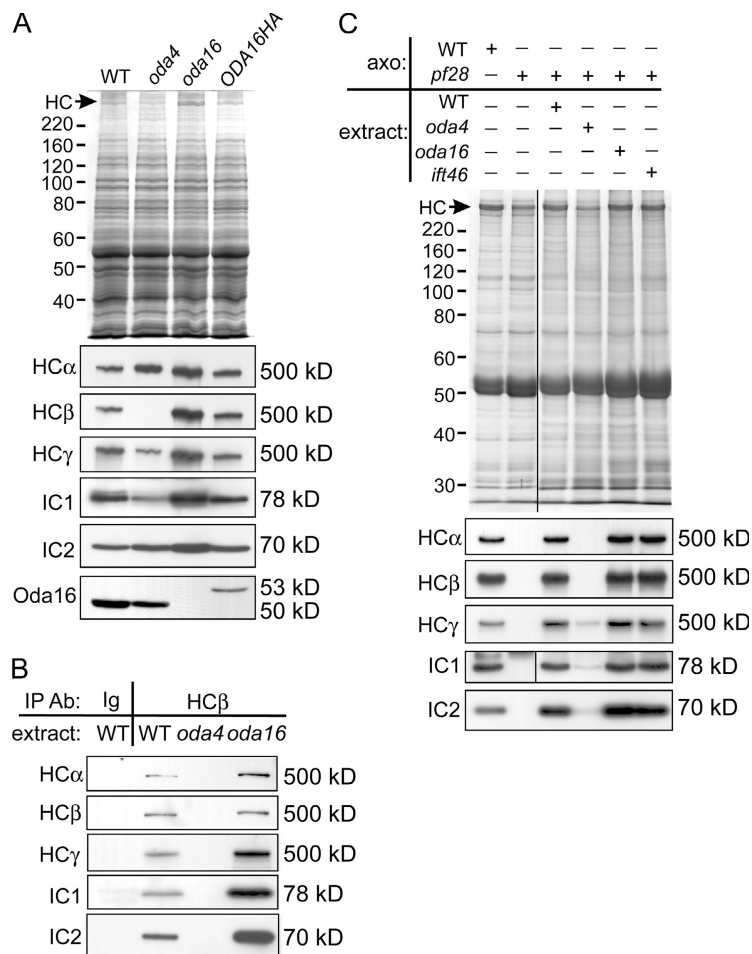 A
WT oda4 oda16 ODA16HA
HC
220
160
120
100
80
60
50
40
HCα 500 kD
HCβ 500 kD
HCγ 500 kD
IC1 78 kD
IC2 70 kD
Oda16 53 kD
50 kD
B
IP Ab: Ig HCβ
extract: WT WT oda4 oda16
HCα 500 kD
HCβ 500 kD
HCγ 500 kD
IC1 78 kD
IC2 70 kD
C
axo: WT + – – – – –
pf28 – + + + + +
extract: WT – – + – – –
oda4 – – – + – –
oda16 – – – – + –
ift46 – – – – – +
HC
220
160
120
100
80
60
50
40
30
HCα 500 kD
HCβ 500 kD
HCγ 500 kD
IC1 78 kD
IC2 70 kD